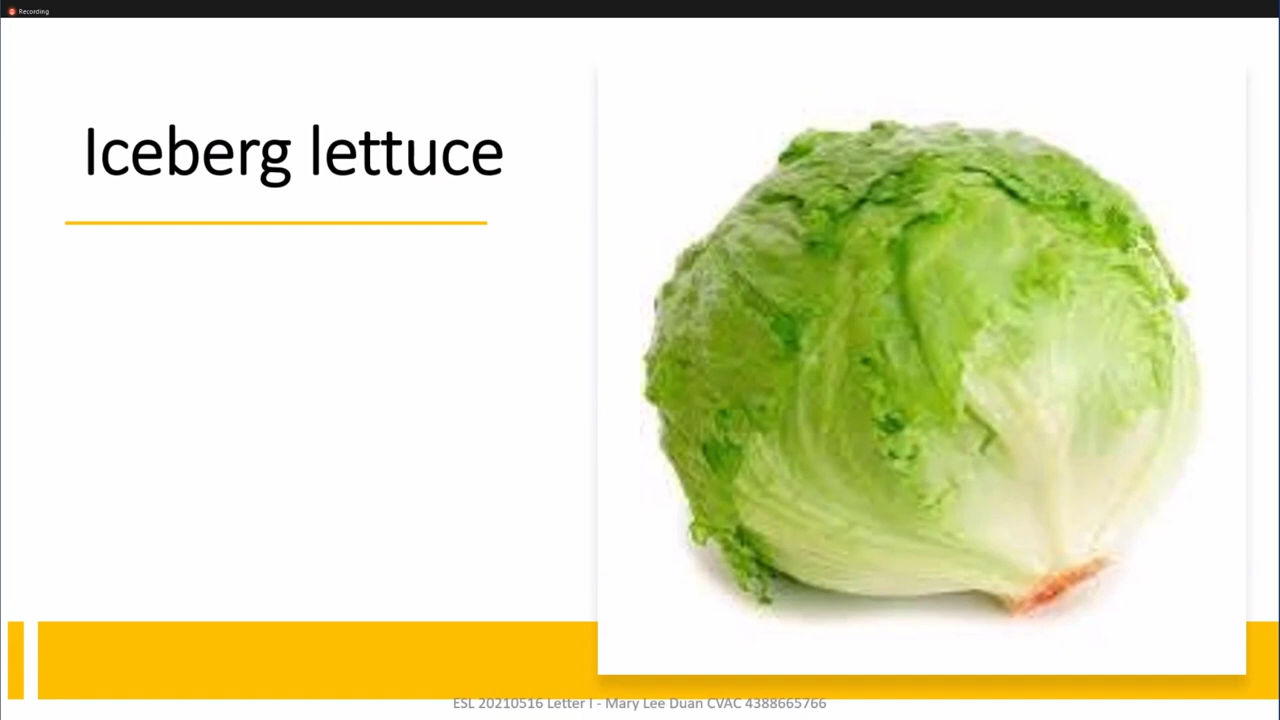 Recording
Iceberg lettuce
ESL 20210516 Letter I - Mary Lee Duan CVAC 4388665766